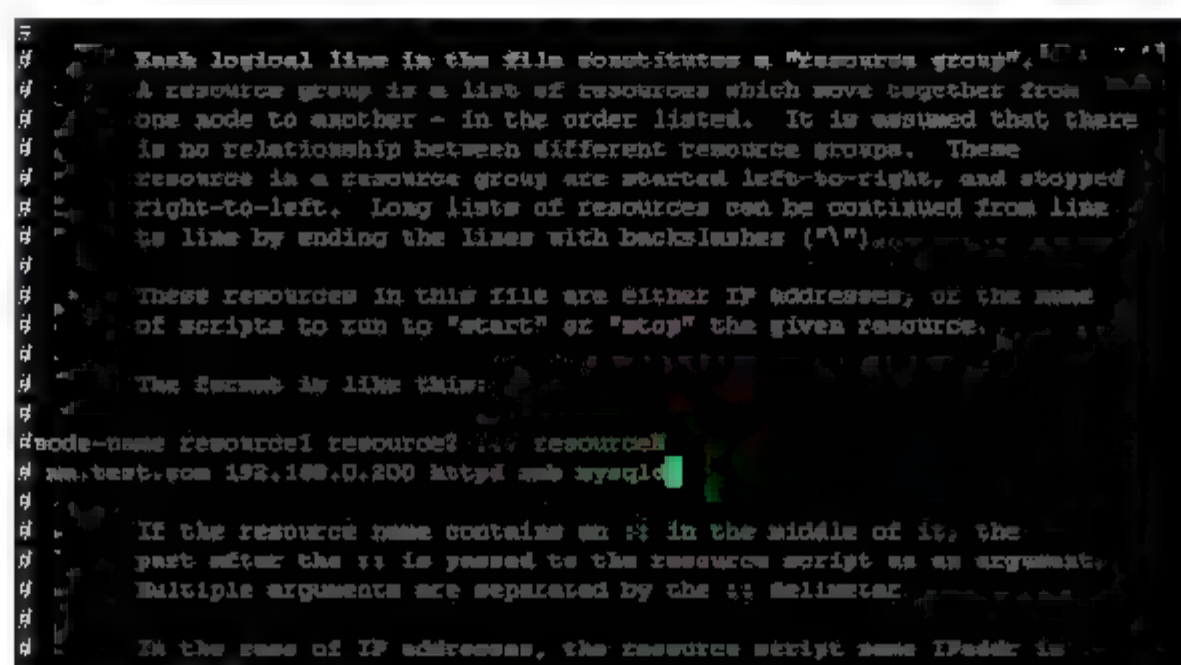 #
# Each logical line in the file constitutes a "resource group".
# A resource group is a list of resources which move together from
# one node to another - in the order listed.  It is assumed that there
# is no relationship between different resource groups.  These
# resource in a resource group are started left-to-right, and stopped
# right-to-left.  Long lists of resources can be continued from line
# to line by ending the lines with backslashes ("\").
#
# These resources in this file are either IP addresses, or the name
# of scripts to run to "start" or "stop" the given resource.
#
# The format is like this:
#
#node-name resource1 resource2 ... resourceN
# 192.168.0.200 httpd smb mysqld
#
# If the resource name contains an :: in the middle of it, the
# part after the :: is passed to the resource script as an argument.
# Multiple arguments are separated by the :: delimeter
#
# In the case of IP addresses, the resource script name IPaddr is